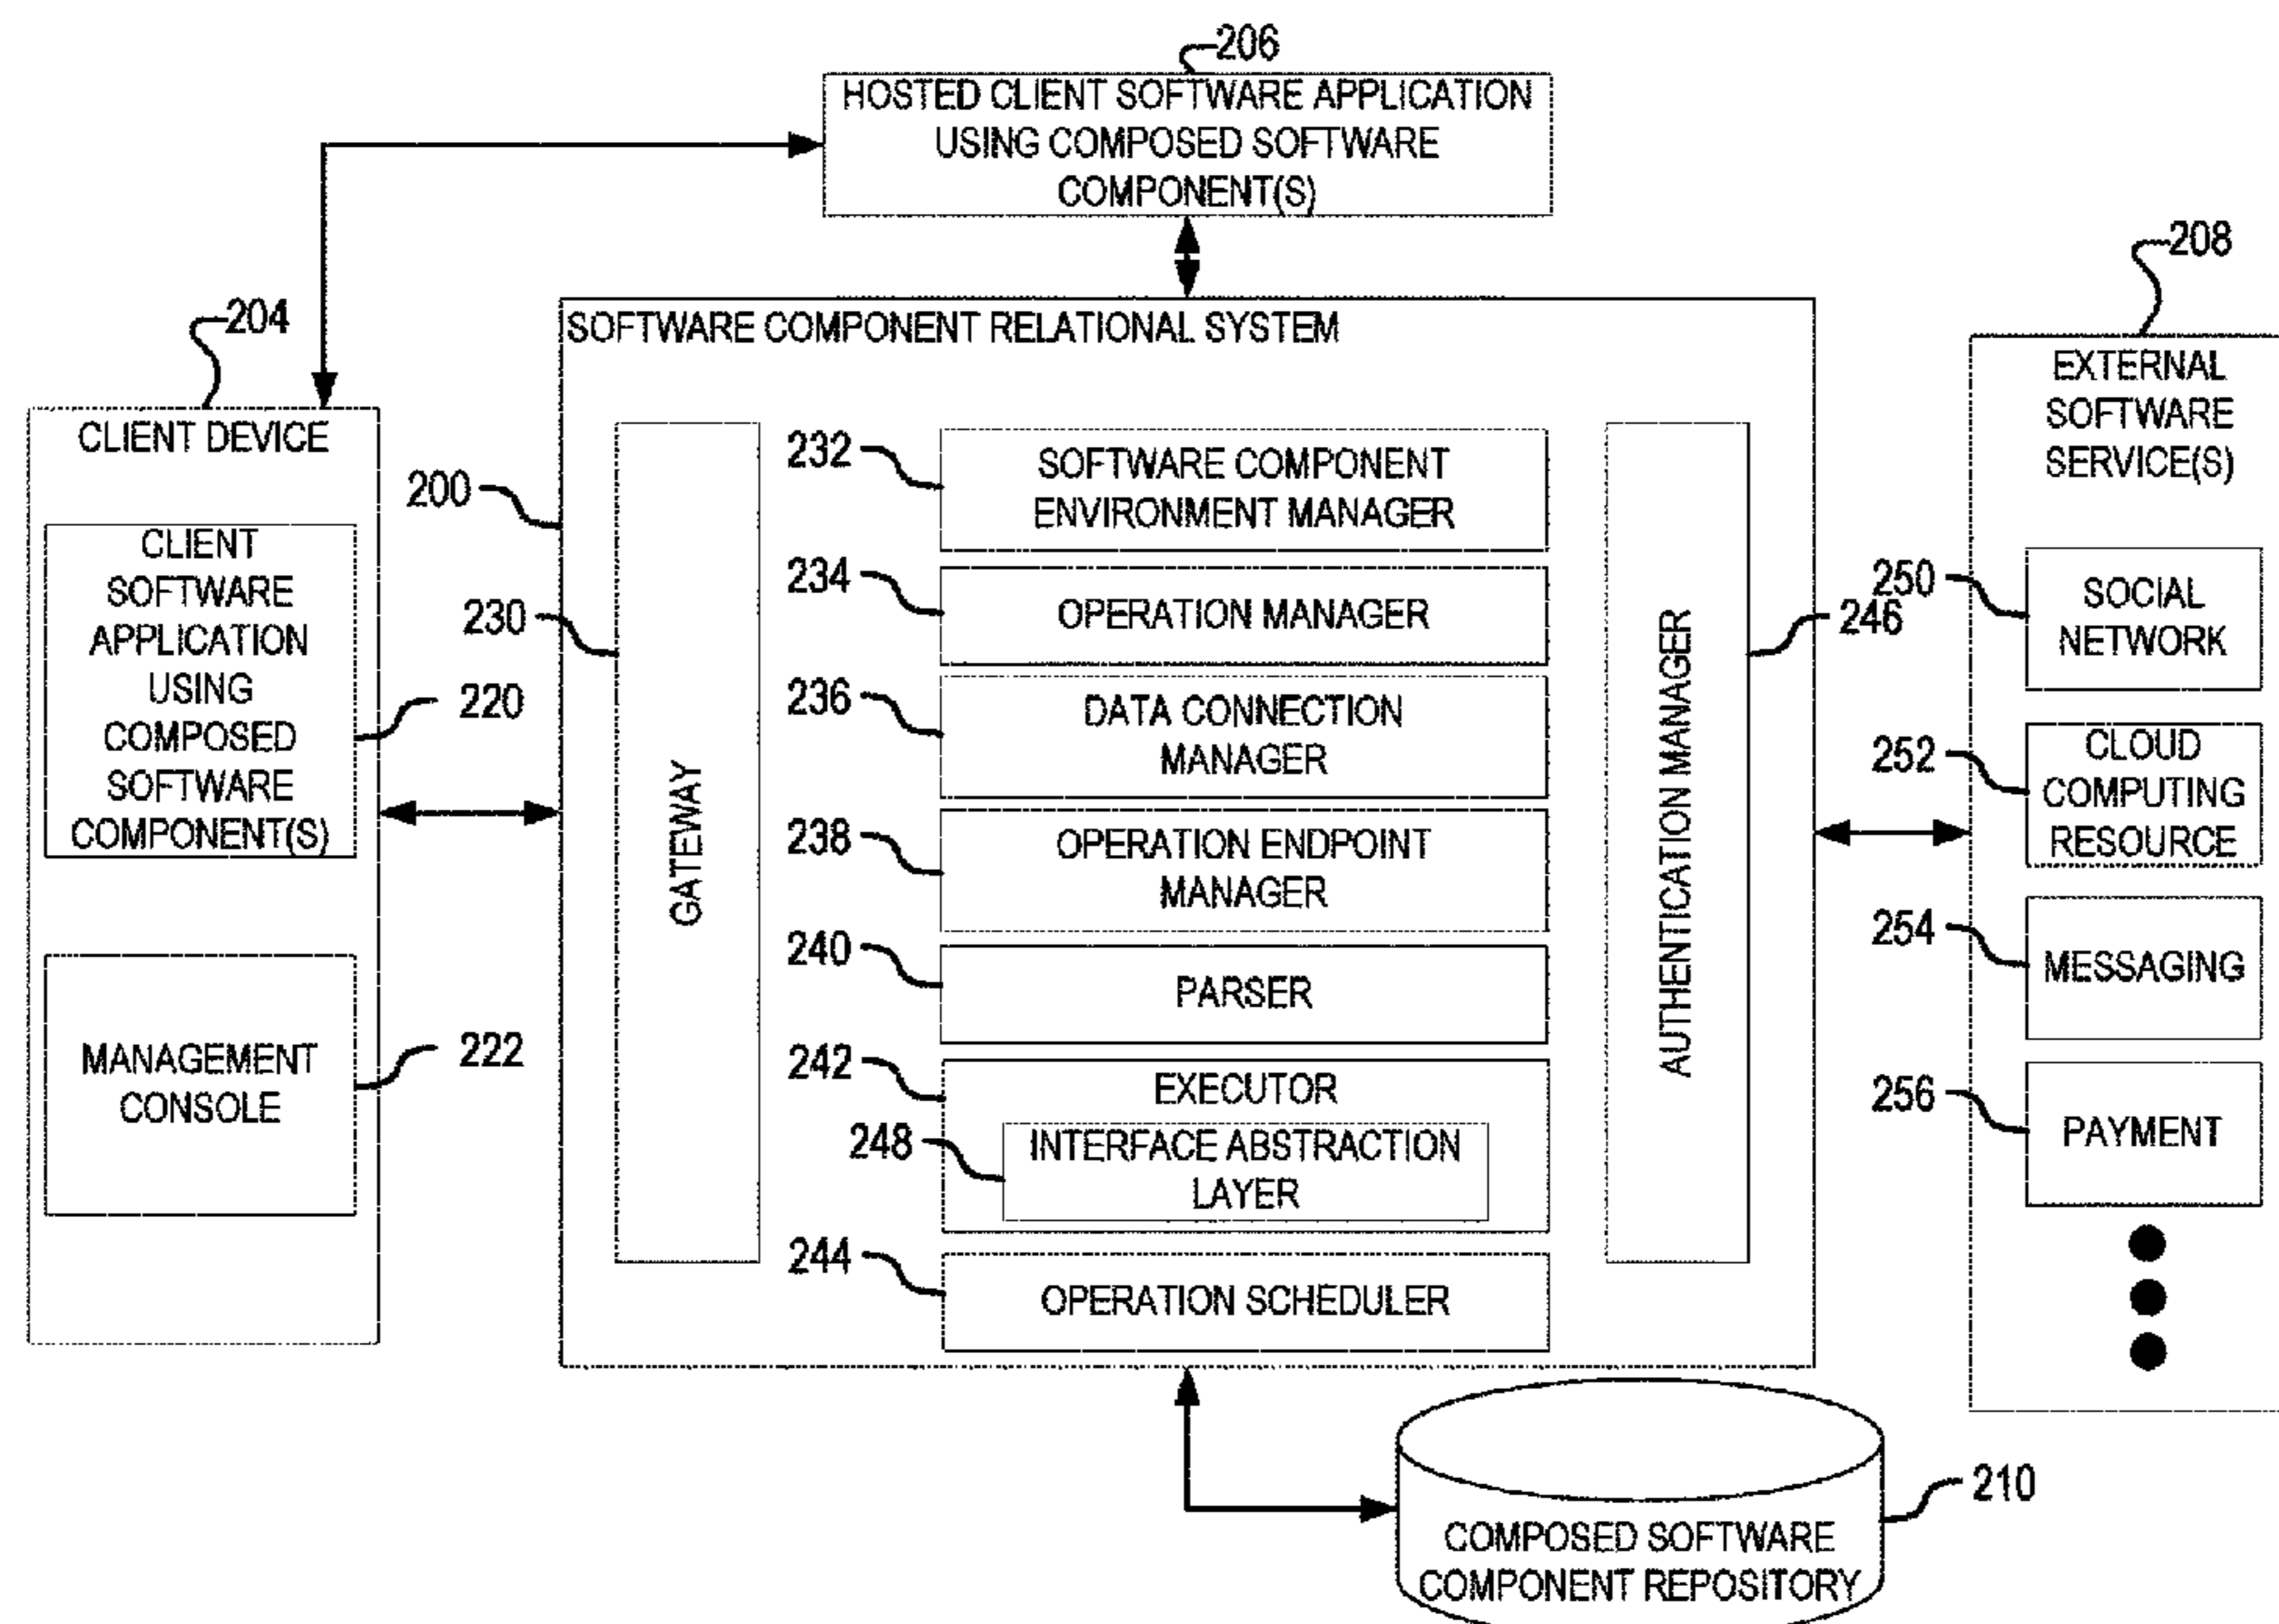 206
HOSTED CLIENT SOFTWARE APPLICATION
USING COMPOSED SOFTWARE
COMPONENT(S)
204
CLIENT DEVICE
CLIENT
SOFTWARE
APPLICATION
USING
COMPOSED
SOFTWARE
COMPONENT(S)
220
MANAGEMENT
CONSOLE
222
200
SOFTWARE COMPONENT RELATIONAL SYSTEM
230
GATEWAY
232
SOFTWARE COMPONENT
ENVIRONMENT MANAGER
234
OPERATION MANAGER
236
DATA CONNECTION
MANAGER
238
OPERATION ENDPOINT
MANAGER
240
PARSER
242
EXECUTOR
248
INTERFACE ABSTRACTION
LAYER
244
OPERATION SCHEDULER
AUTHENTICATION MANAGER
246
208
EXTERNAL
SOFTWARE
SERVICE(S)
250
SOCIAL
NETWORK
252
CLOUD
COMPUTING
RESOURCE
254
MESSAGING
256
PAYMENT
210
COMPOSED SOFTWARE
COMPONENT REPOSITORY